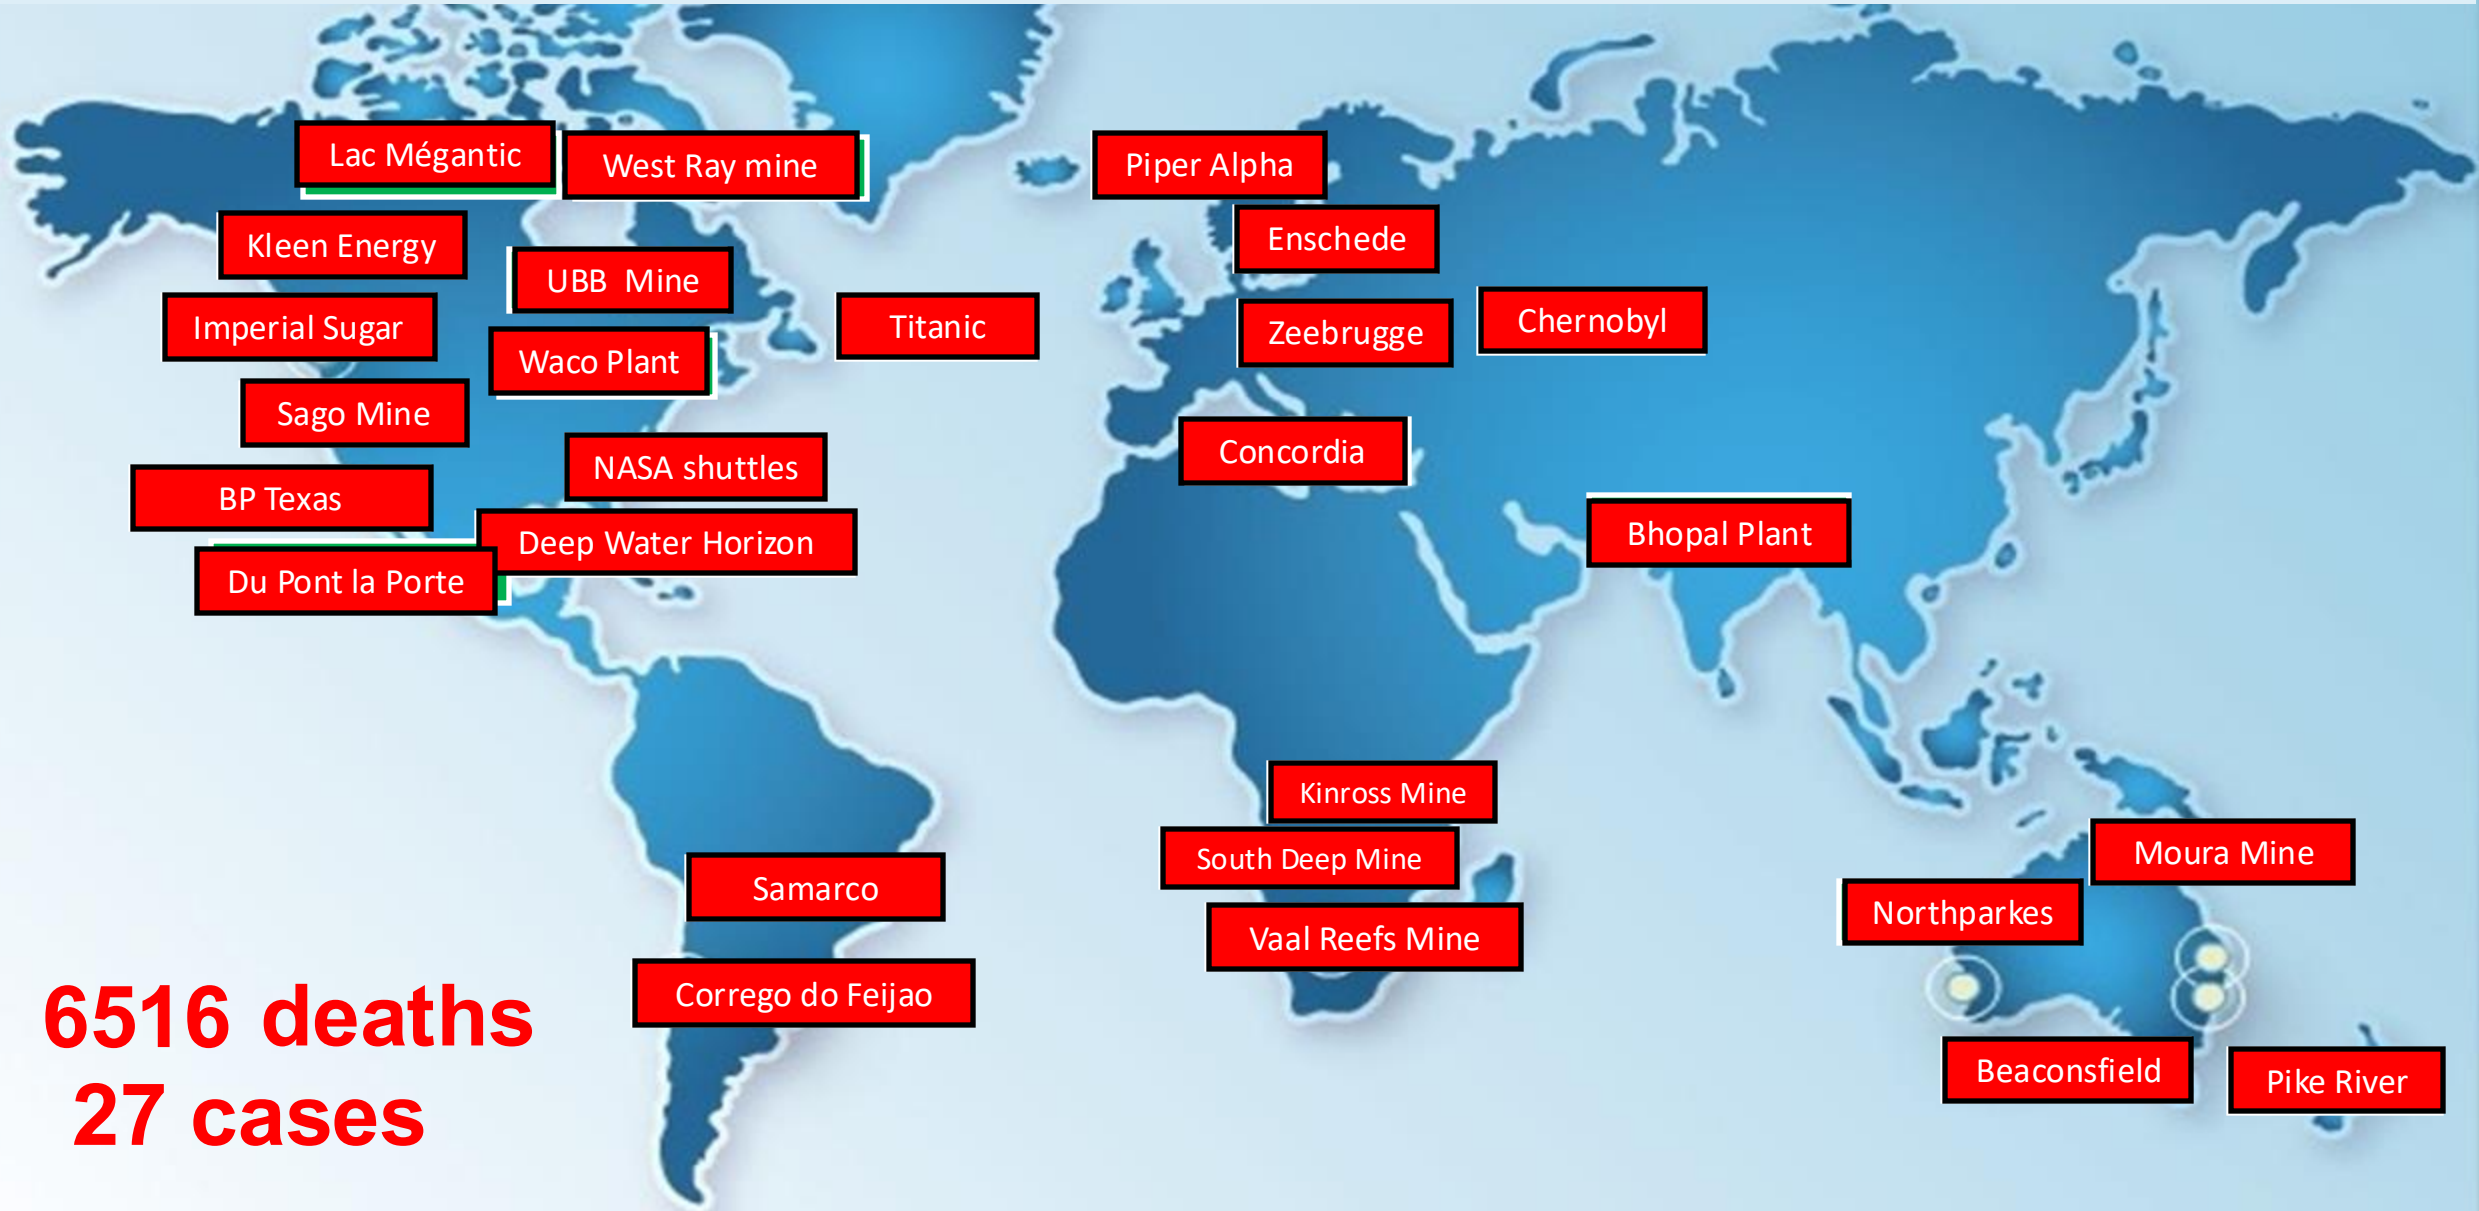 Lac Mégantic
West Ray mine
Piper Alpha
Kleen Energy
Enschede
UBB  Mine
Imperial Sugar
Titanic
Zeebrugge
Chernobyl
Waco Plant
Sago Mine
NASA shuttles
Concordia
BP Texas
Deep Water Horizon
Bhopal Plant
Du Pont la Porte
Kinross Mine
South Deep Mine
Moura Mine
Samarco
Northparkes
Vaal Reefs Mine
Corrego do Feijao
Beaconsfield
Pike River
6516 deaths
27 cases